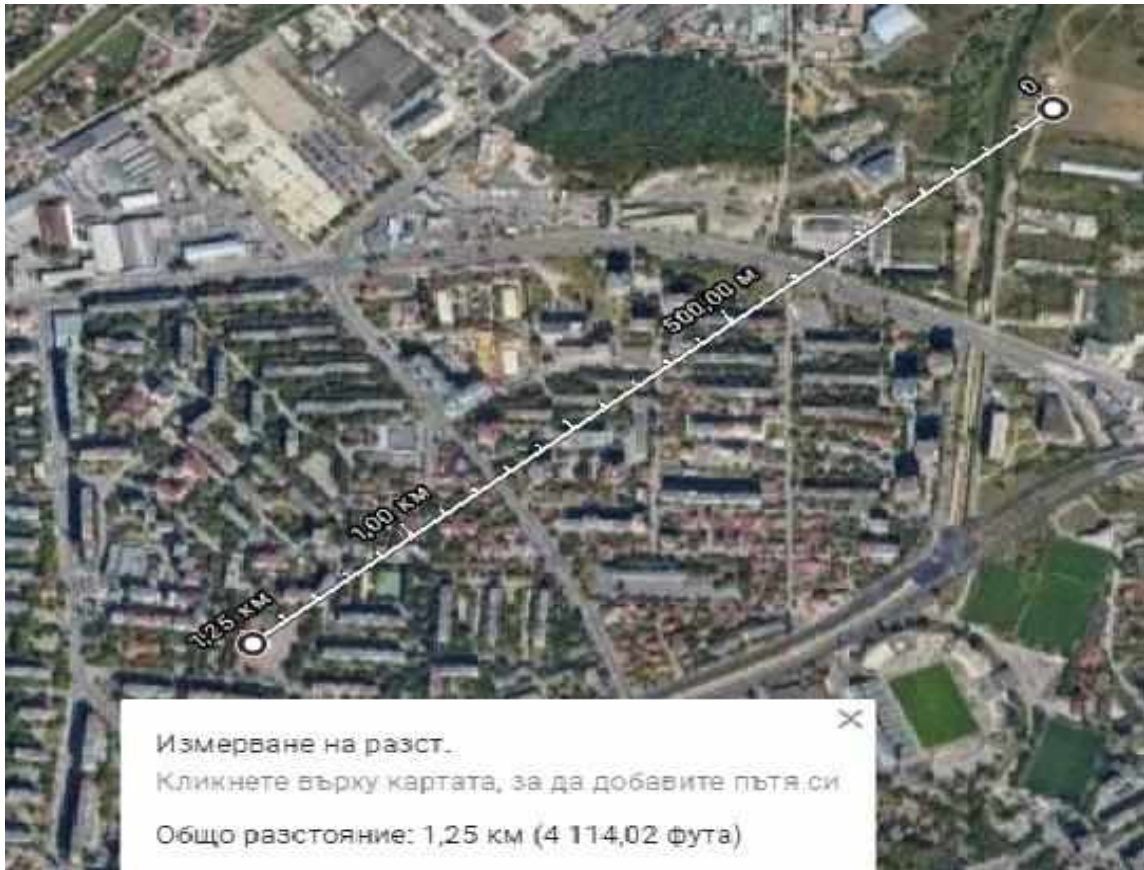 0
500,00 м
1,00 км
1,25 км
Измерване на разст.
Кликнете върху картата, за да добавите пътя си
Общо разстояние: 1,25 км (4 114,02 фута)